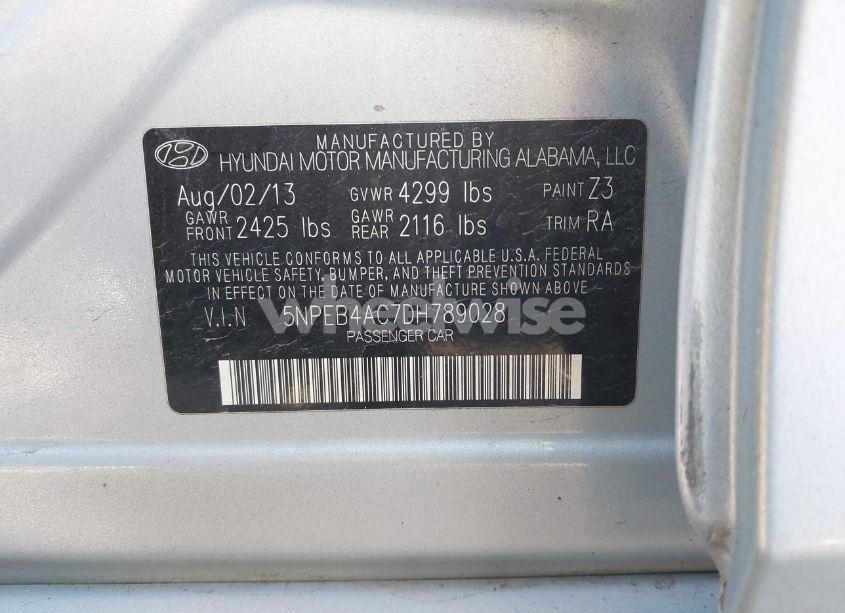 MANUFACTURED BY
HYUNDAI MOTOR MANUFACTURING ALABAMA, LLC
Aug/02/13 GVWR 4299 lbs PAINT Z3
GAWR FRONT 2425 lbs GAWR REAR 2116 lbs TRIM RA
THIS VEHICLE CONFORMS TO ALL APPLICABLE U.S.A. FEDERAL
MOTOR VEHICLE SAFETY, BUMPER, AND THEFT PREVENTION STANDARDS
IN EFFECT ON THE DATE OF MANUFACTURE SHOWN ABOVE.
V.I.N 5NPEB4AC7DH789028
Wheelwise
PASSENGER CAR